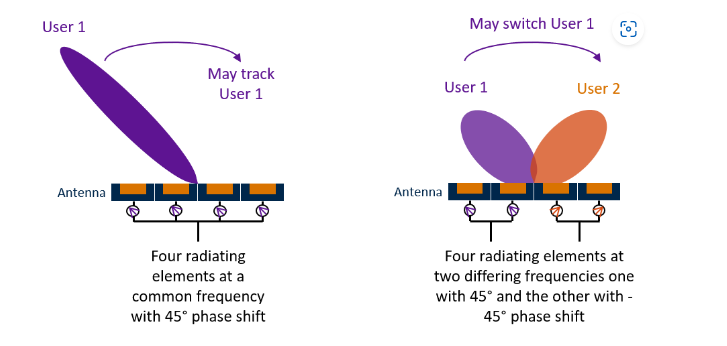 User 1
May track
User 1
Antenna
Four radiating
elements at a
common frequency
with 45° phase shift
May switch User 1
User 1
User 2
Antenna
Four radiating elements at
two differing frequencies one
with 45° and the other with -
45° phase shift